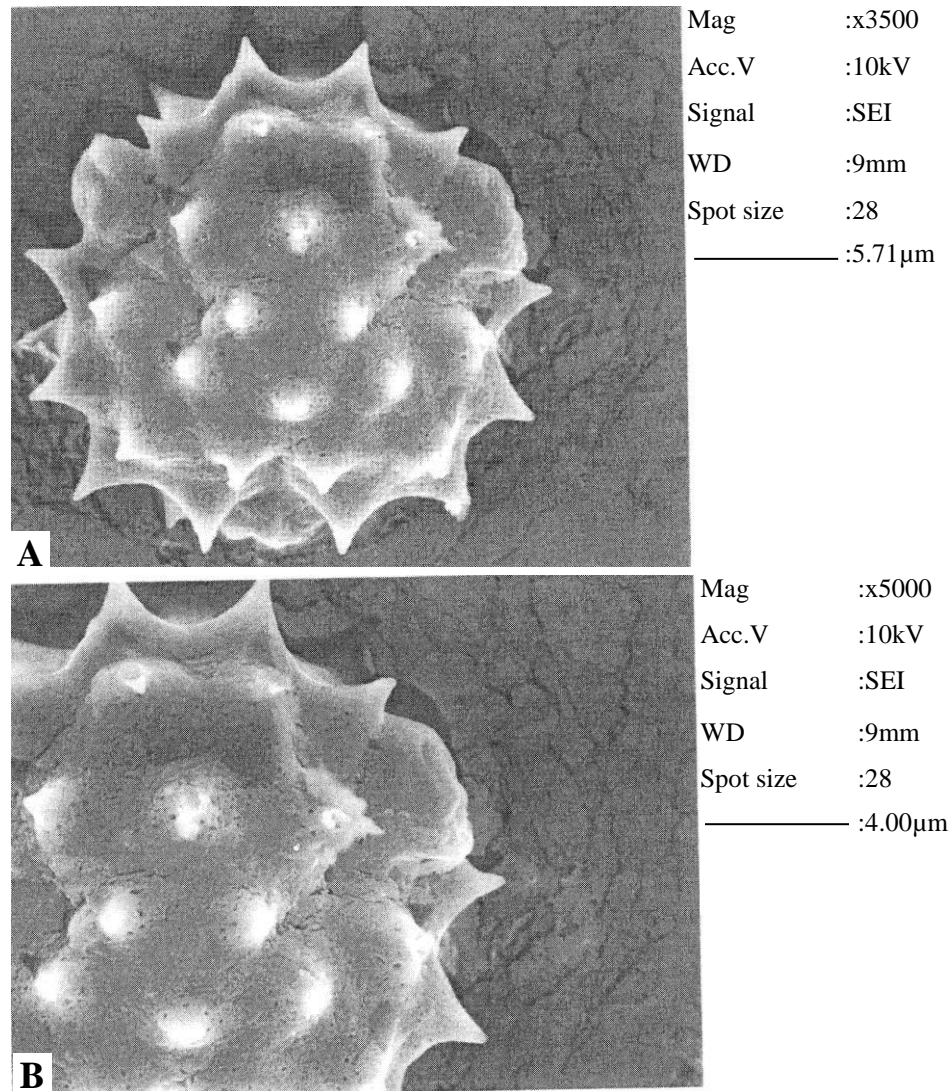 Mag :x3500
Acc.V :10kV
Signal :SEI
WD :9mm
Spot size :28
:5.71µm
A
Mag :x5000
Acc.V :10kV
Signal :SEI
WD :9mm
Spot size :28
:4.00µm
B